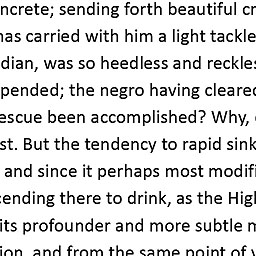 ncrete; sending forth beautiful cr
has carried with him a light tackle
dian, was so heedless and reckles
pended; the negro having cleared
escue been accomplished? Why,
st. But the tendency to rapid sink
and since it perhaps most modifi
cending there to drink, as the Hig
its profounder and more subtle m
ion, and from the same point of v